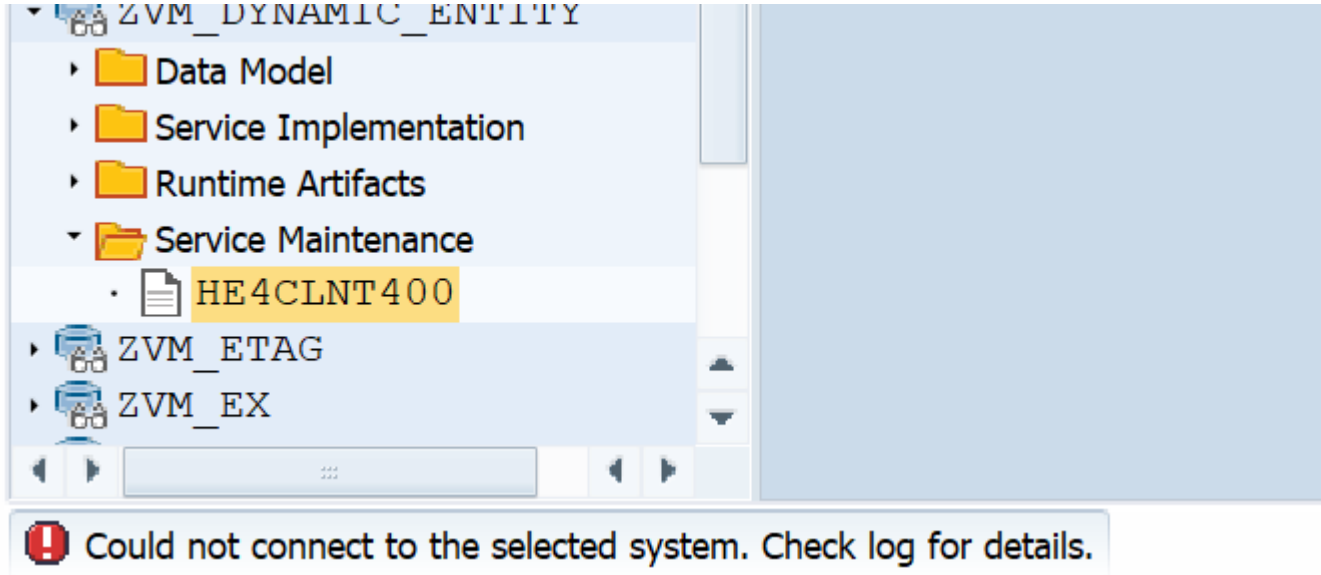 ZVM_DYNAMIC_ENTITY
Data Model
Service Implementation
Runtime Artifacts
Service Maintenance
HE4CLNT400
ZVM_ETAG
ZVM_EX
Could not connect to the selected system. Check log for details.